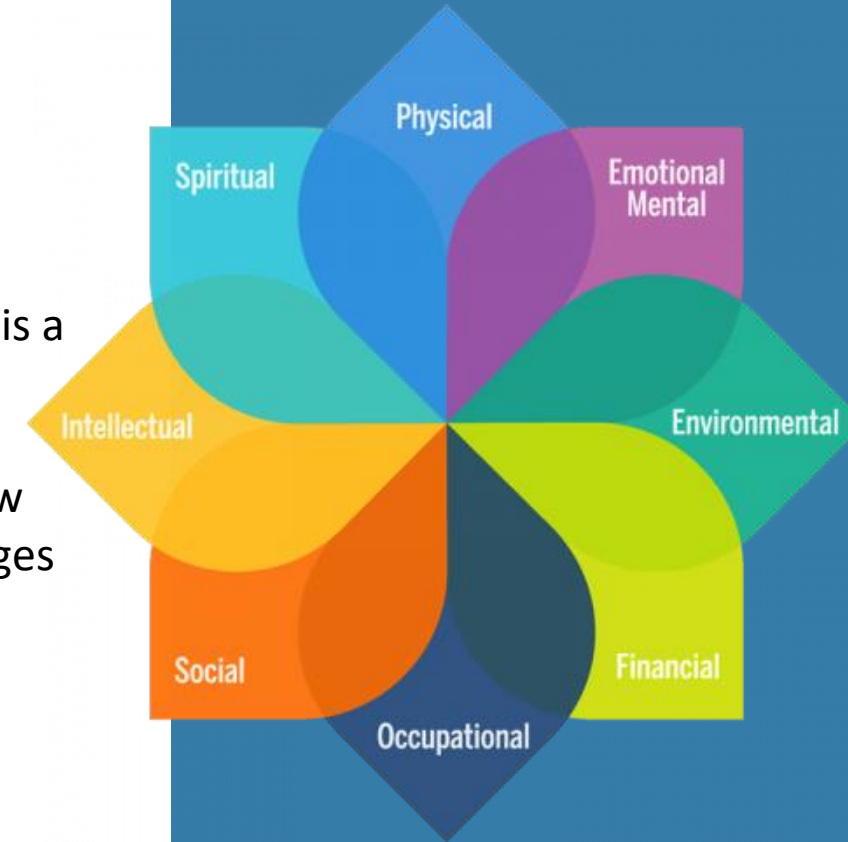 Physical
Spiritual
Emotional
Mental
is a
Intellectual
Environmental
ges
Social
Financial
Occupational